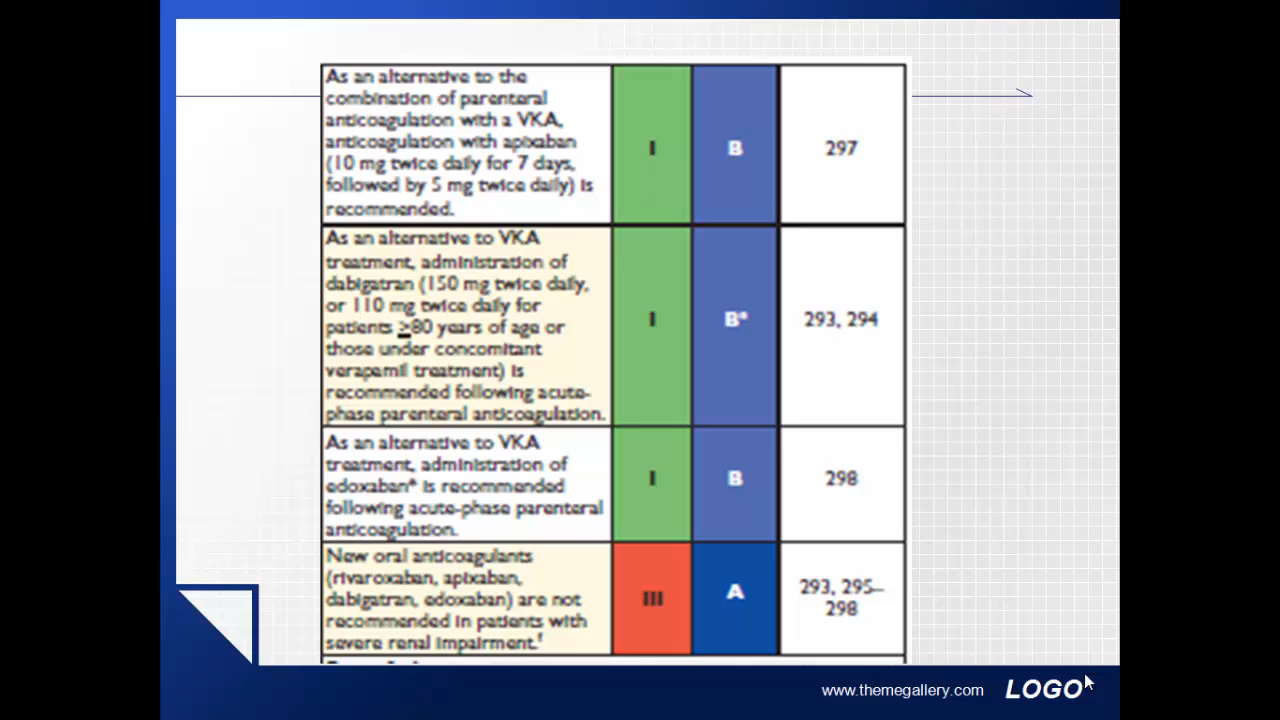 As an alternative to the
combination of parenteral
anticoagulation with a VKA,
anticoagulation with apixaban
(10 mg twice daily for 7 days,
followed by 5 mg twice daily) is
recommended.
I
B
297
As an alternative to VKA
treatment, administration of
dabigatran (150 mg twice daily,
or 110 mg twice daily for
patients ≥80 years of age or
those under concomitant
verapamil treatment) is
recommended following acute-
phase parenteral anticoagulation.
I
Bᵉ
293, 294
As an alternative to VKA
treatment, administration of
edoxaban* is recommended
following acute-phase parenteral
anticoagulation.
I
B
298
New oral anticoagulants
(rivaroxaban, apixaban,
dabigatran, edoxaban) are not
recommended in patients with
severe renal impairment.ᶠ
III
A
293, 295–
298
www.themegallery.com
LOGO